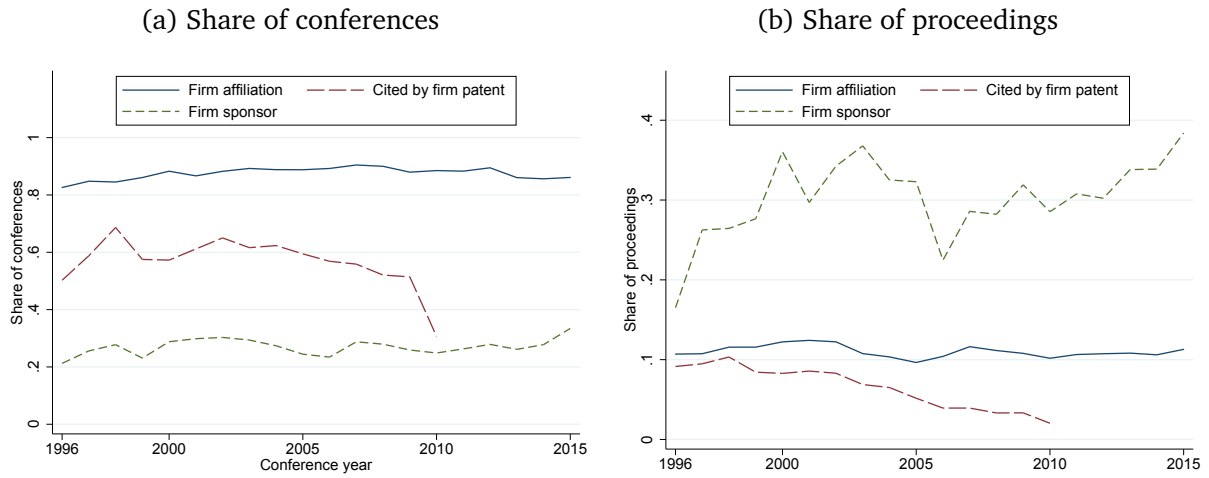 (a) Share of conferences
Firm affiliation
Cited by firm patent
Firm sponsor
Share of conferences
1
.8
.6
.4
.2
0
1996
2000
2005
2010
2015
Conference year
(b) Share of proceedings
Firm affiliation
Cited by firm patent
Firm sponsor
Share of proceedings
.4
.3
.2
.1
0
1996
2000
2005
2010
2015